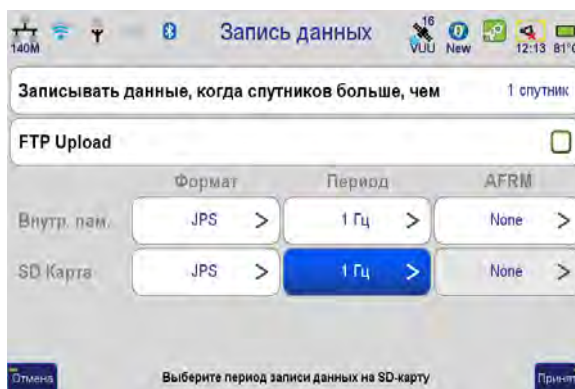 140M
Запись данных
16
VUU
New
12:13
81°C
Записывать данные, когда спутников больше, чем 1 спутник
FTP Upload
Формат Период AFRM
Внутр. пам. JPS > 1 Гц > None >
SD Карта JPS > 1 Гц > None >
Отмена Выберите период записи данных на SD-карту Принять